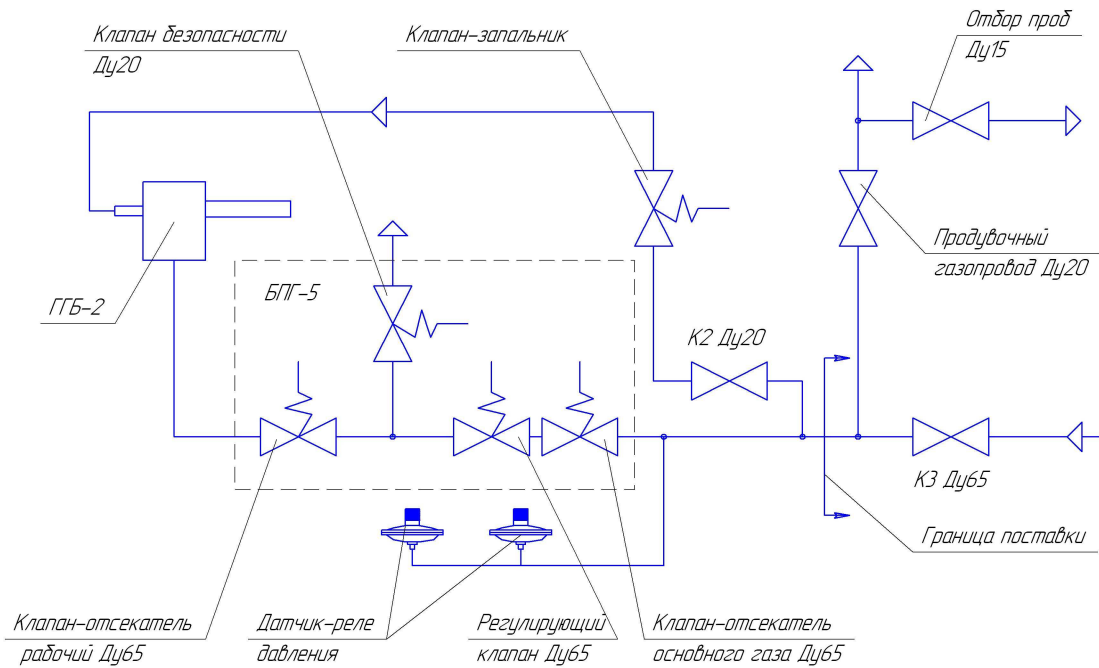 Клапан безопасности
Ду20
Клапан-запальник
Отбор проб
Ду15
Продувочный
газопровод Ду20
ГГБ-2
БПГ-5
К2 Ду20
К3 Ду65
Граница поставки
Клапан-отсекатель
рабочий Ду65
Датчик-реле
давления
Регулирующий
клапан Ду65
Клапан-отсекатель
основного газа Ду65